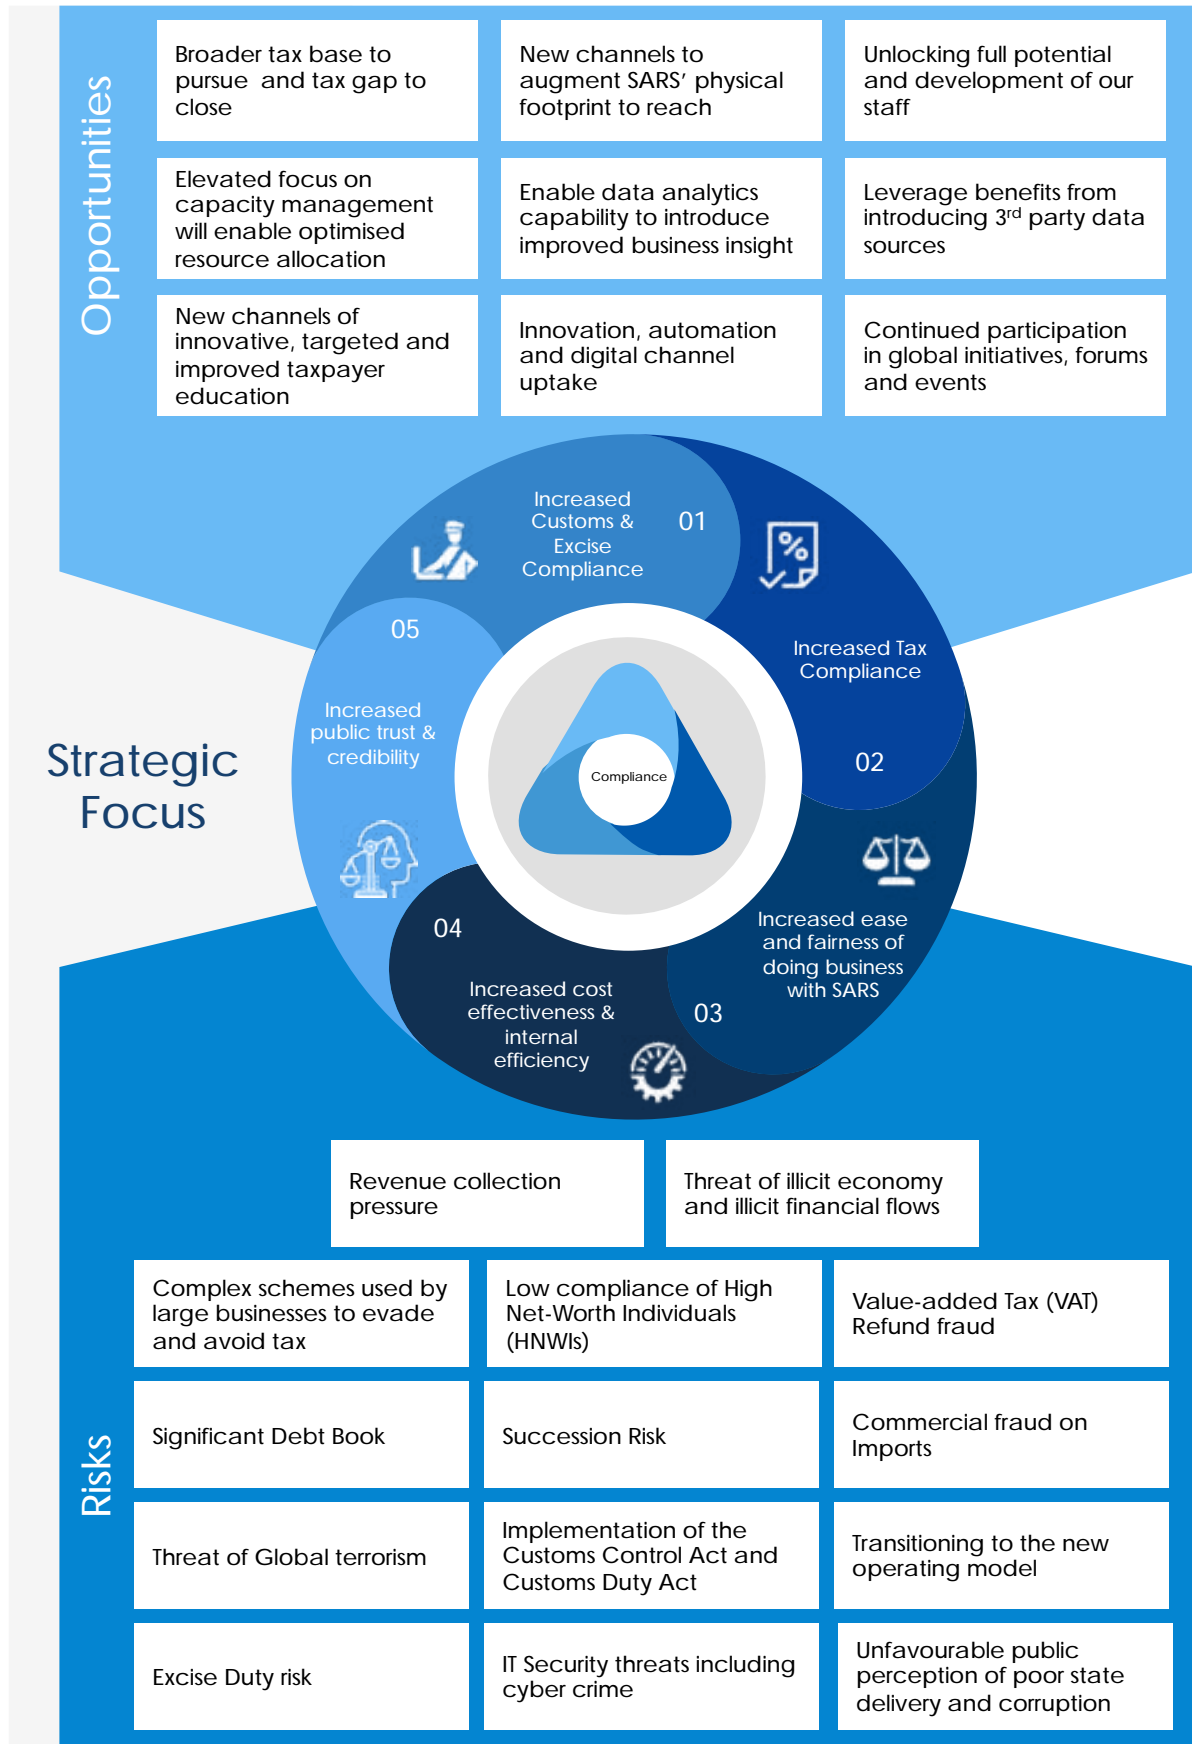 Opportunities
Broader tax base to
pursue and tax gap to
close
New channels to
augment SARS' physical
footprint to reach
Unlocking full potential
and development of our
staff
Elevated focus on
capacity management
will enable optimised
resource allocation
Enable data analytics
capability to introduce
improved business insight
Leverage benefits from
introducing 3rd party data
sources
New channels of
innovative, targeted and
improved taxpayer
education
Innovation, automation
and digital channel
uptake
Continued participation
in global initiatives, forums
and events
Strategic
Focus
Increased
Customs &
Excise
Compliance
01
Increased Tax
Compliance
02
Increased ease
and fairness of
doing business
with SARS
03
Increased cost
effectiveness &
internal
efficiency
04
Increased
public trust &
credibility
05
Compliance
Risks
Revenue collection
pressure
Threat of illicit economy
and illicit financial flows
Complex schemes used by
large businesses to evade
and avoid tax
Low compliance of High
Net-Worth Individuals
(HNWIs)
Value-added Tax (VAT)
Refund fraud
Significant Debt Book
Succession Risk
Commercial fraud on
Imports
Threat of Global terrorism
Implementation of the
Customs Control Act and
Customs Duty Act
Transitioning to the new
operating model
Excise Duty risk
IT Security threats including
cyber crime
Unfavourable public
perception of poor state
delivery and corruption